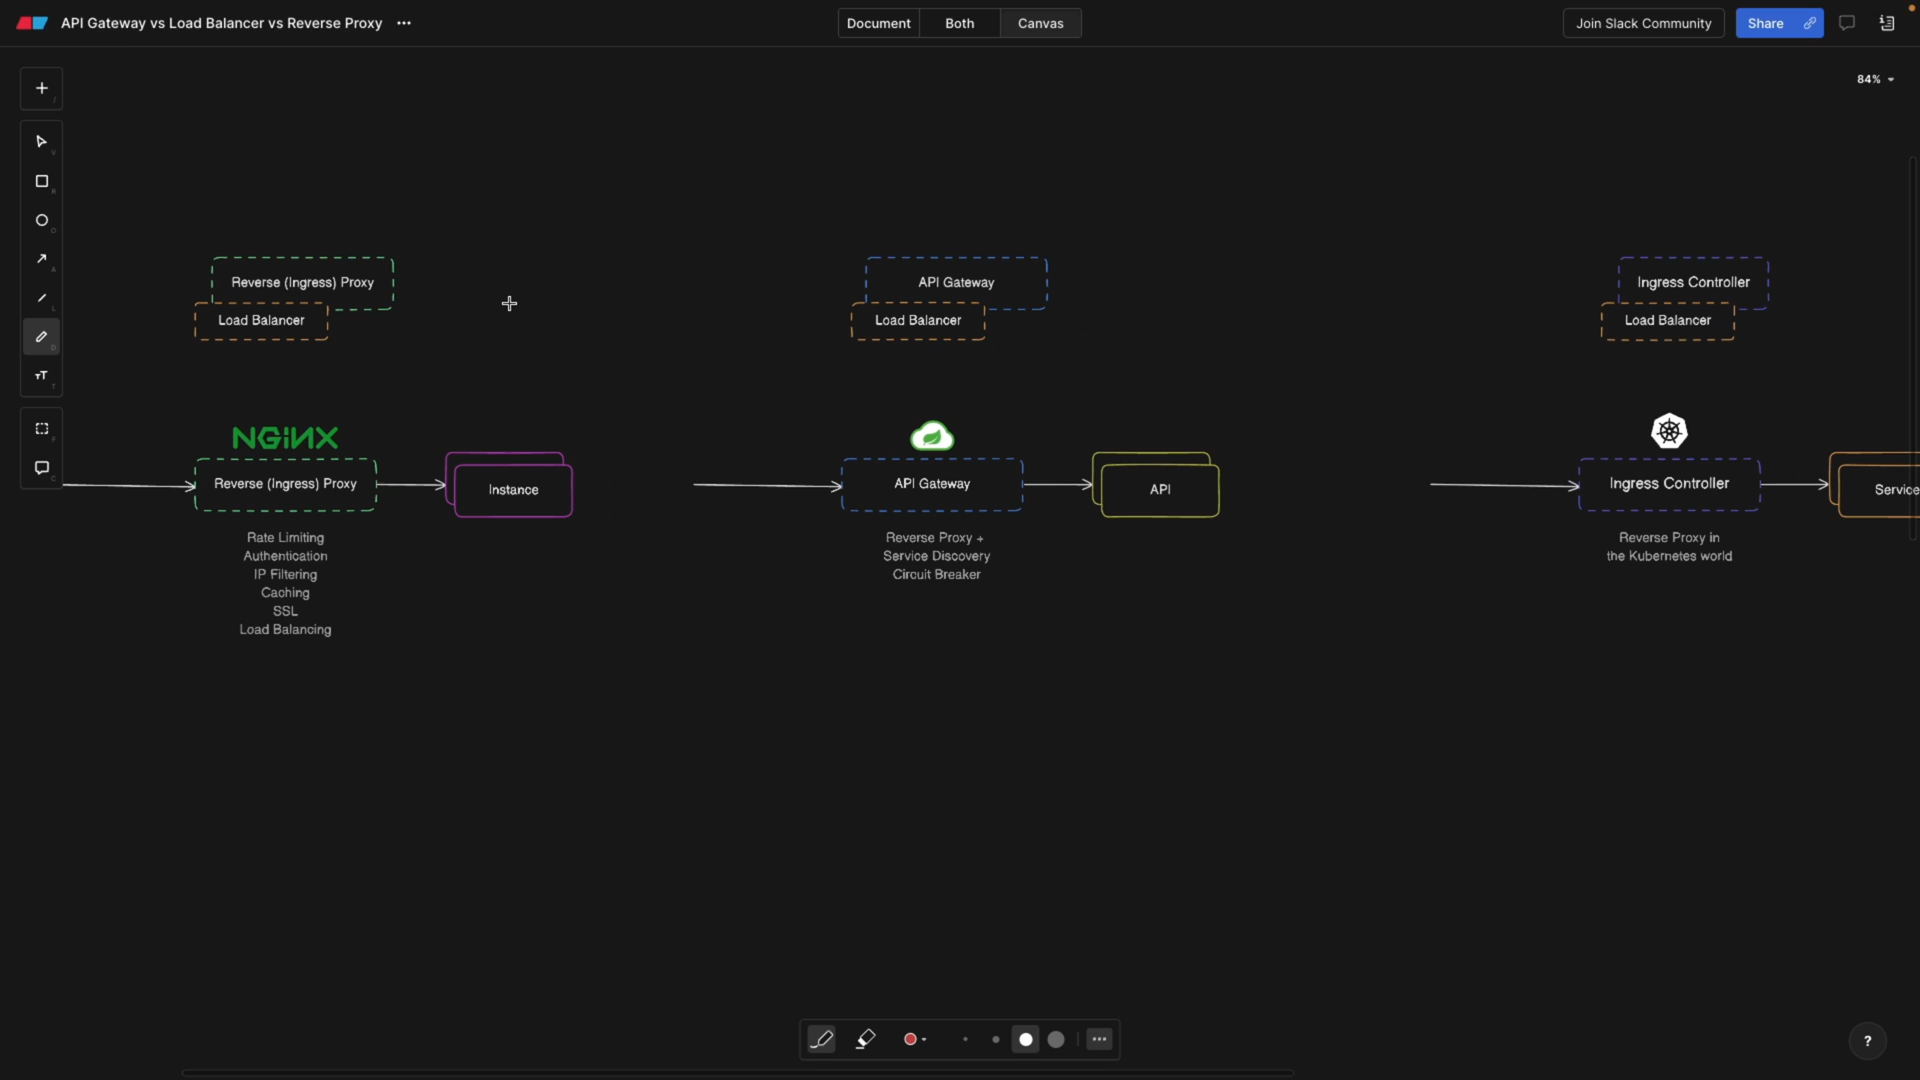 API Gateway vs Load Balancer vs Reverse Proxy
Document
Both
Canvas
Join Slack Community
Share
84%
Reverse (Ingress) Proxy
Load Balancer
API Gateway
Load Balancer
Ingress Controller
Load Balancer
NGINX
Reverse (Ingress) Proxy
Instance
API Gateway
API
Ingress Controller
Service
Rate Limiting
Authentication
IP Filtering
Caching
SSL
Load Balancing
Reverse Proxy +
Service Discovery
Circuit Breaker
Reverse Proxy in
the Kubernetes world
TT
?